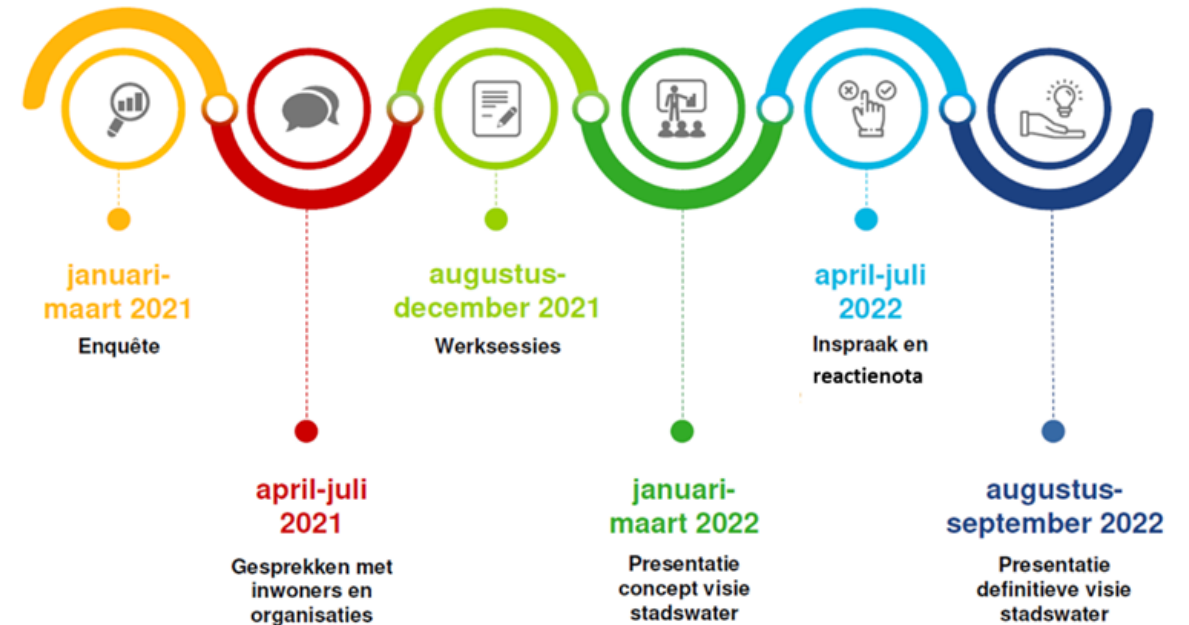 januari-
maart 2021
Enquête
april-juli
2021
Gesprekken met
inwoners en
organisaties
augustus-
december 2021
Werksessies
januari-
maart 2022
Presentatie
concept visie
stadswater
april-juli
2022
Inspraak en
reactienota
augustus-
september 2022
Presentatie
definitieve visie
stadswater